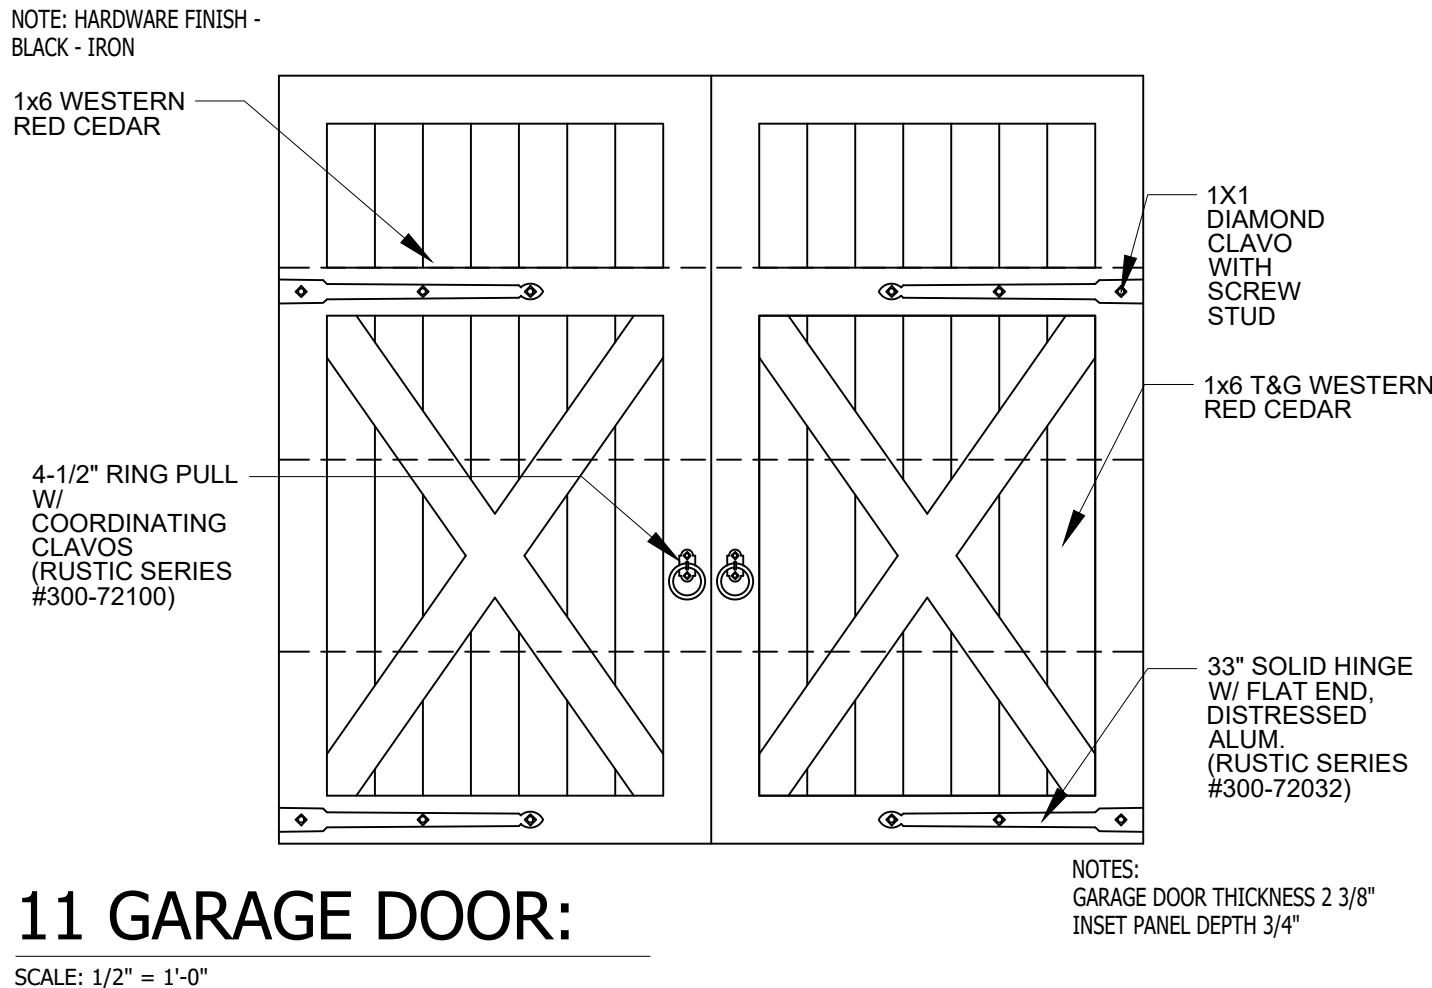 NOTE: HARDWARE FINISH -
BLACK - IRON
1x6 WESTERN
RED CEDAR
1X1
DIAMOND
CLAVO
WITH
SCREW
STUD
1x6 T&G WESTERN
RED CEDAR
4-1/2" RING PULL
W/
COORDINATING
CLAVOS
(RUSTIC SERIES
#300-72100)
33" SOLID HINGE
W/ FLAT END,
DISTRESSED
ALUM.
(RUSTIC SERIES
#300-72032)
NOTES:
GARAGE DOOR THICKNESS 2 3/8"
INSET PANEL DEPTH 3/4"
11 GARAGE DOOR:
SCALE: 1/2" = 1'-0"